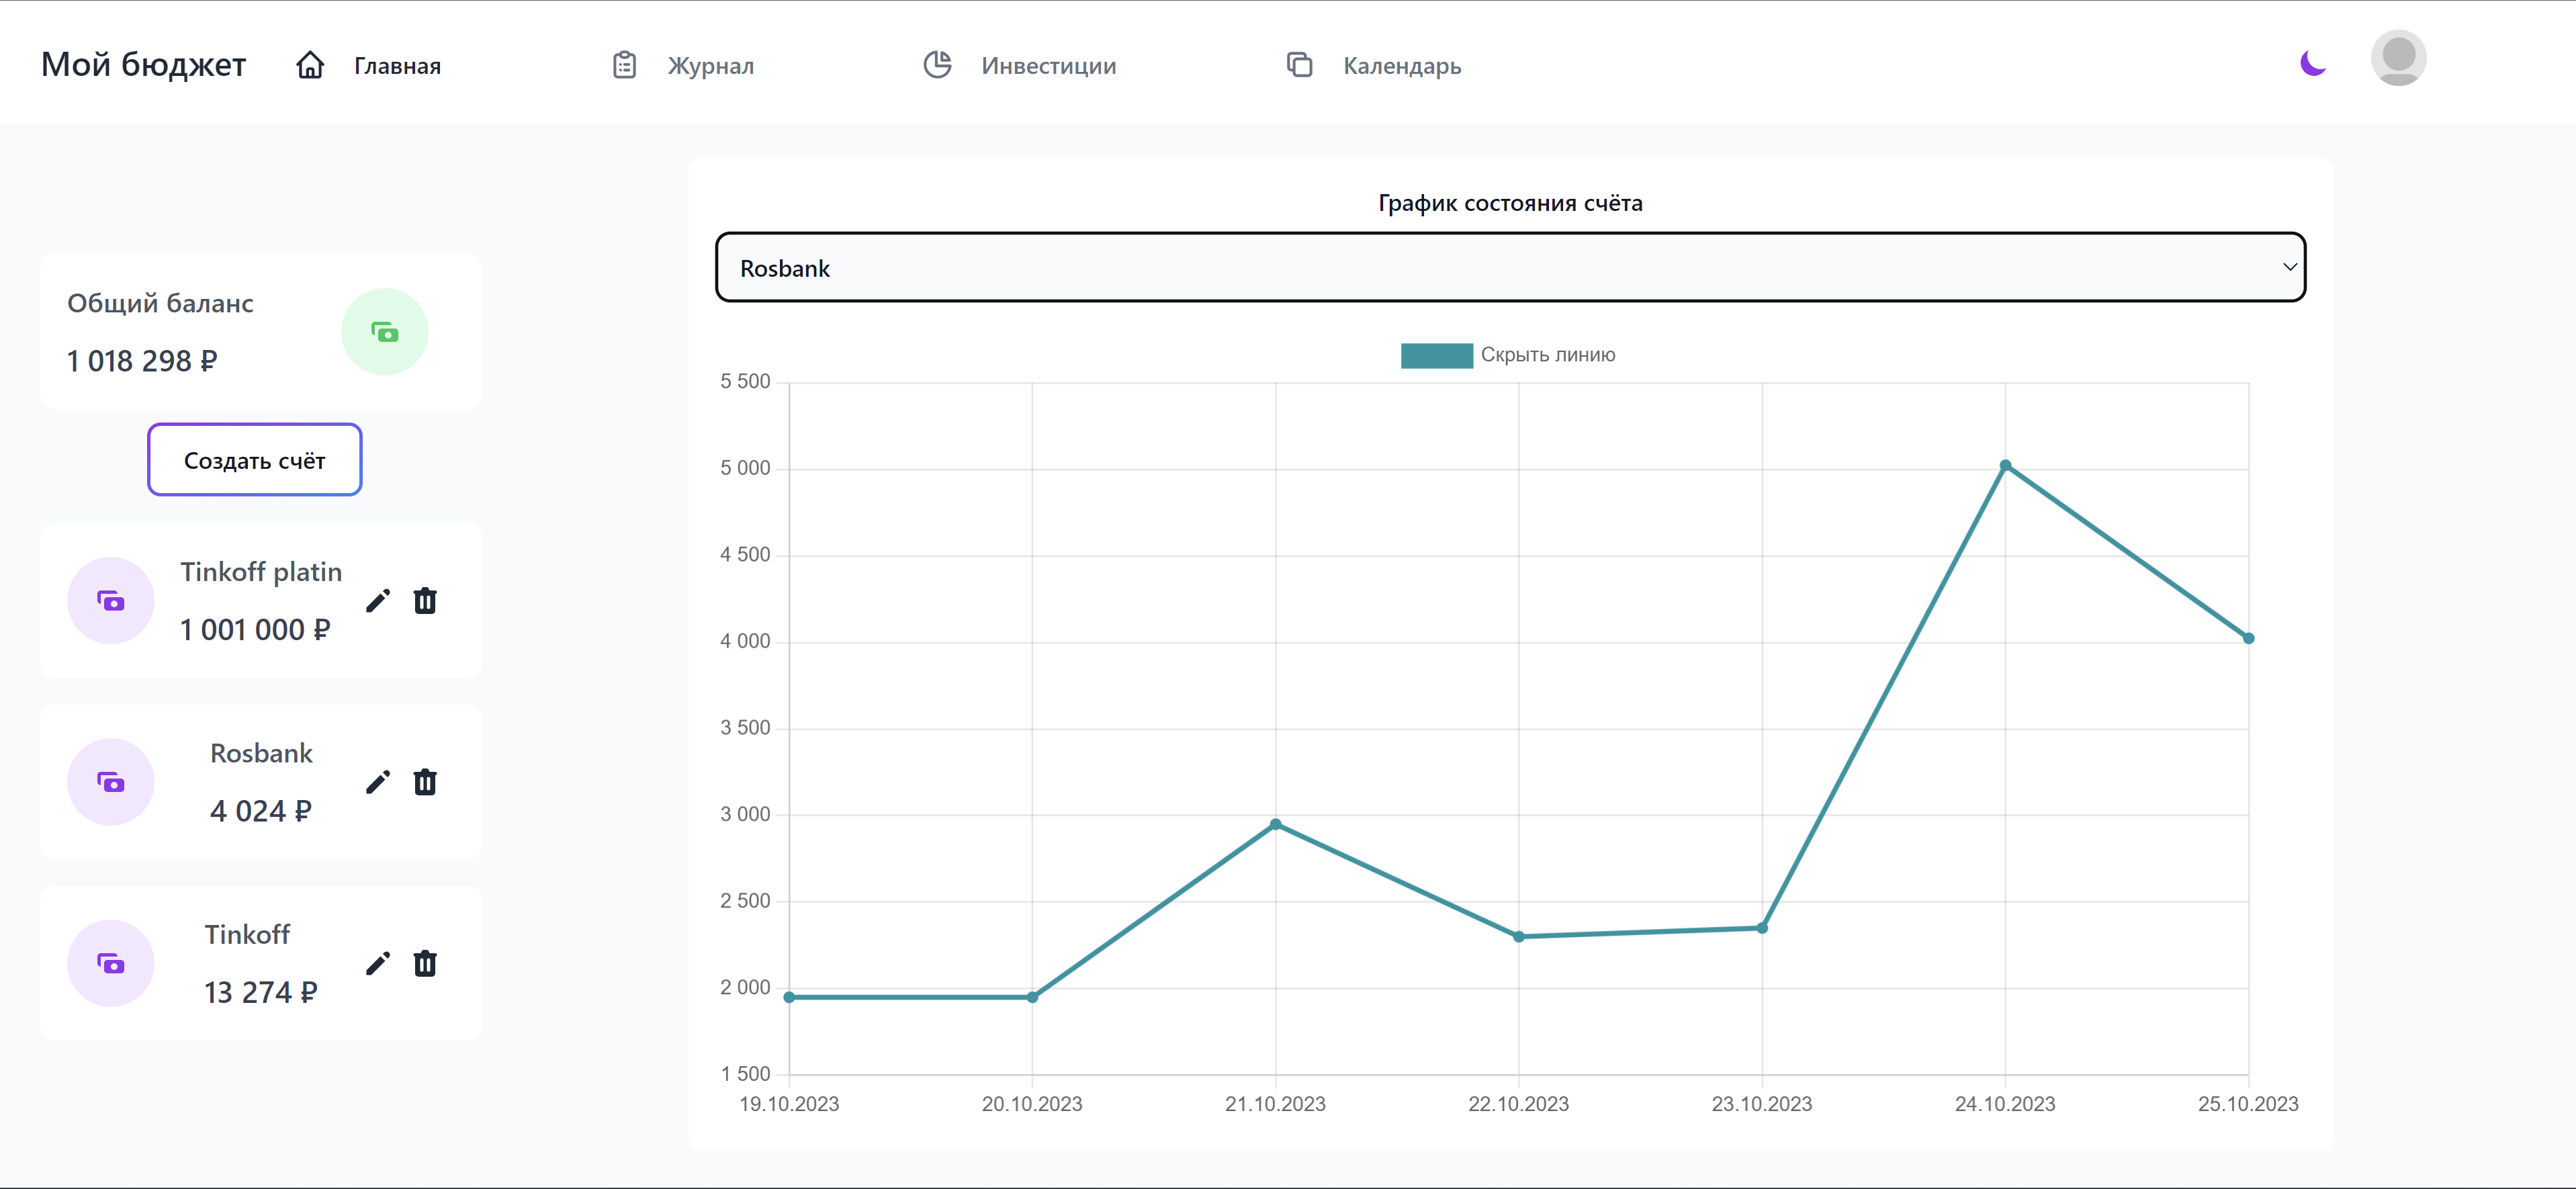 Мой бюджет
Главная
Журнал
Инвестиции
Календарь
Общий баланс
1 018 298 ₽
Создать счёт
Tinkoff platin
1 001 000 ₽
Rosbank
4 024 ₽
Tinkoff
13 274 ₽
График состояния счёта
Rosbank
Скрыть линию
5 500
5 000
4 500
4 000
3 500
3 000
2 500
2 000
1 500
19.10.2023 20.10.2023 21.10.2023 22.10.2023 23.10.2023 24.10.2023 25.10.2023